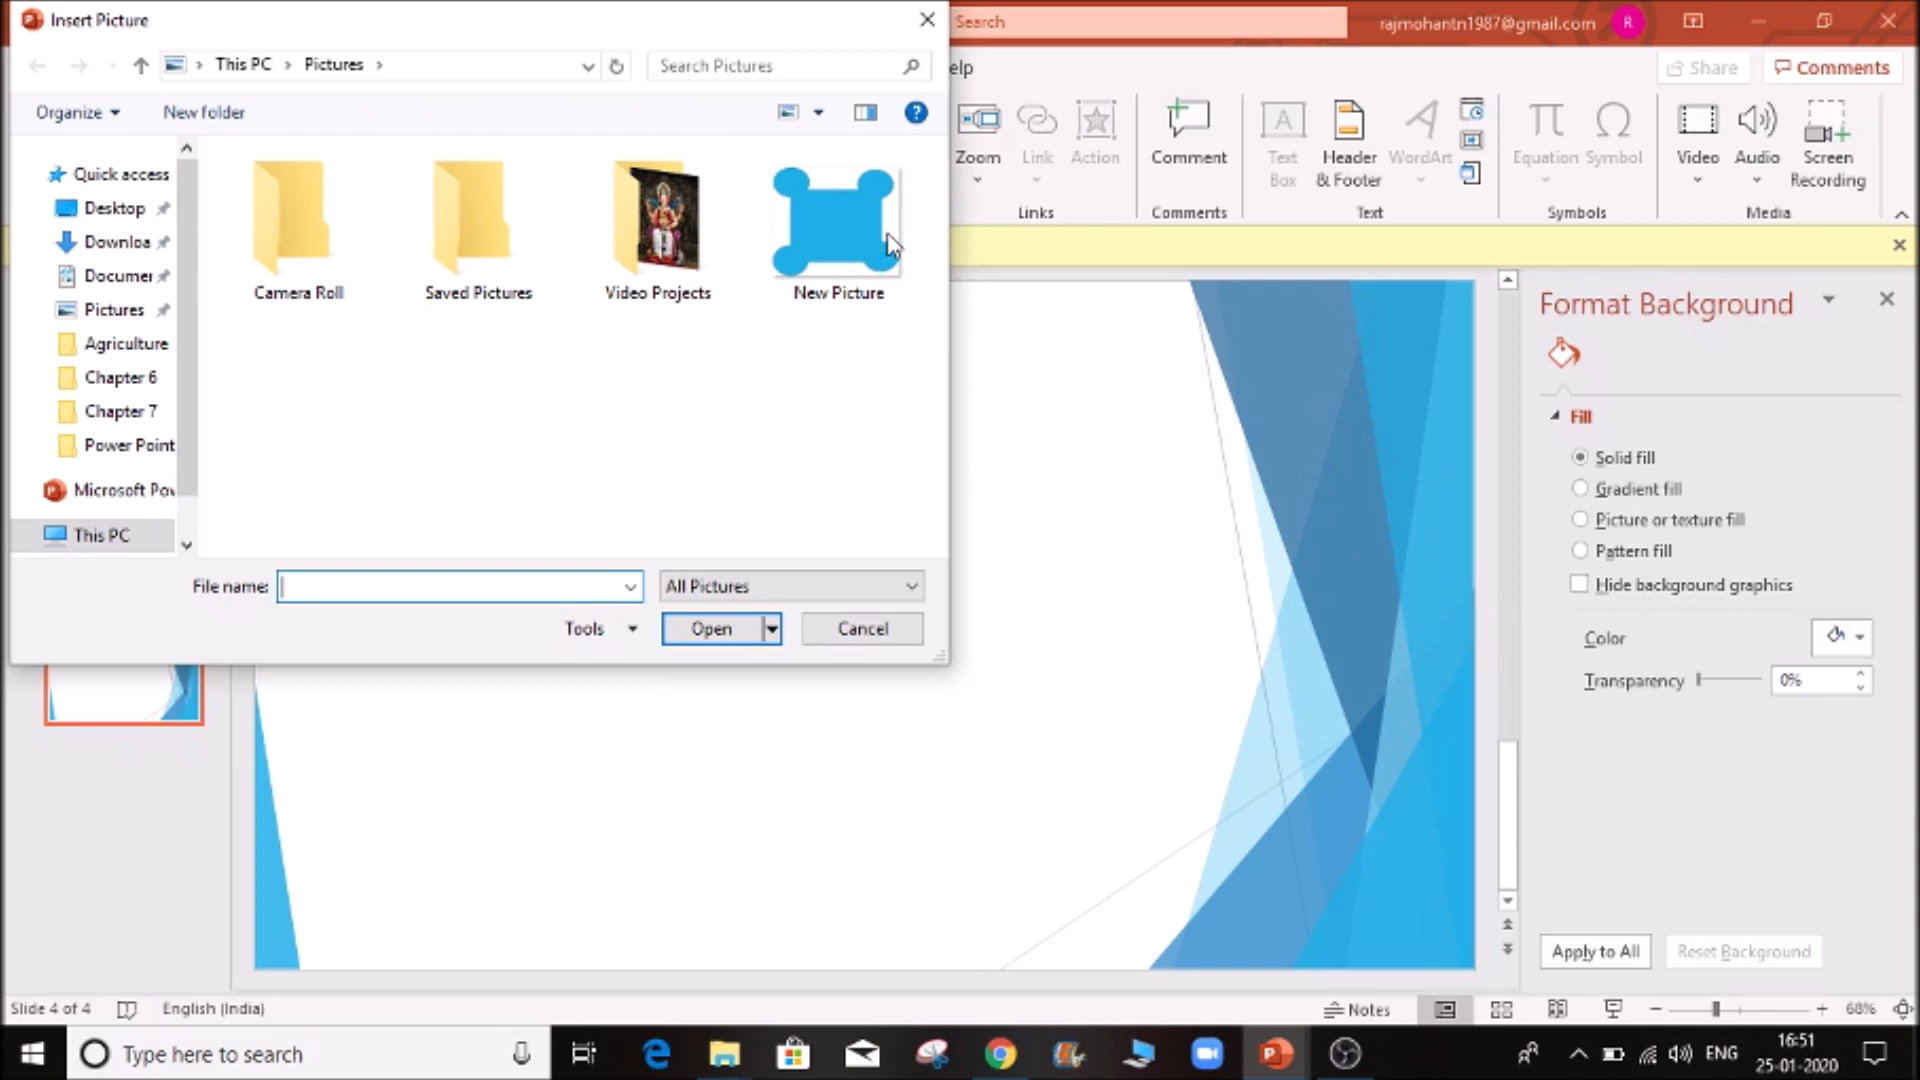 Insert Picture
Search
rajmohantn1987@gmail.com
R
This PC
Pictures
Search Pictures
elp
Share
Comments
Organize
New folder
Zoom
Link
Action
Comment
Text Box
Header & Footer
WordArt
Equation
Symbol
Video
Audio
Screen Recording
Links
Comments
Text
Symbols
Media
Quick access
Desktop
Downloa
Documer
Pictures
Agriculture
Chapter 6
Chapter 7
Power Point
Microsoft Pov
This PC
Camera Roll
Saved Pictures
Video Projects
New Picture
File name:
All Pictures
Tools
Open
Cancel
Format Background
Fill
Solid fill
Gradient fill
Picture or texture fill
Pattern fill
Hide background graphics
Color
Transparency
0%
Apply to All
Reset Background
Slide 4 of 4
English (India)
Notes
68%
Type here to search
ENG
16:51
25-01-2020